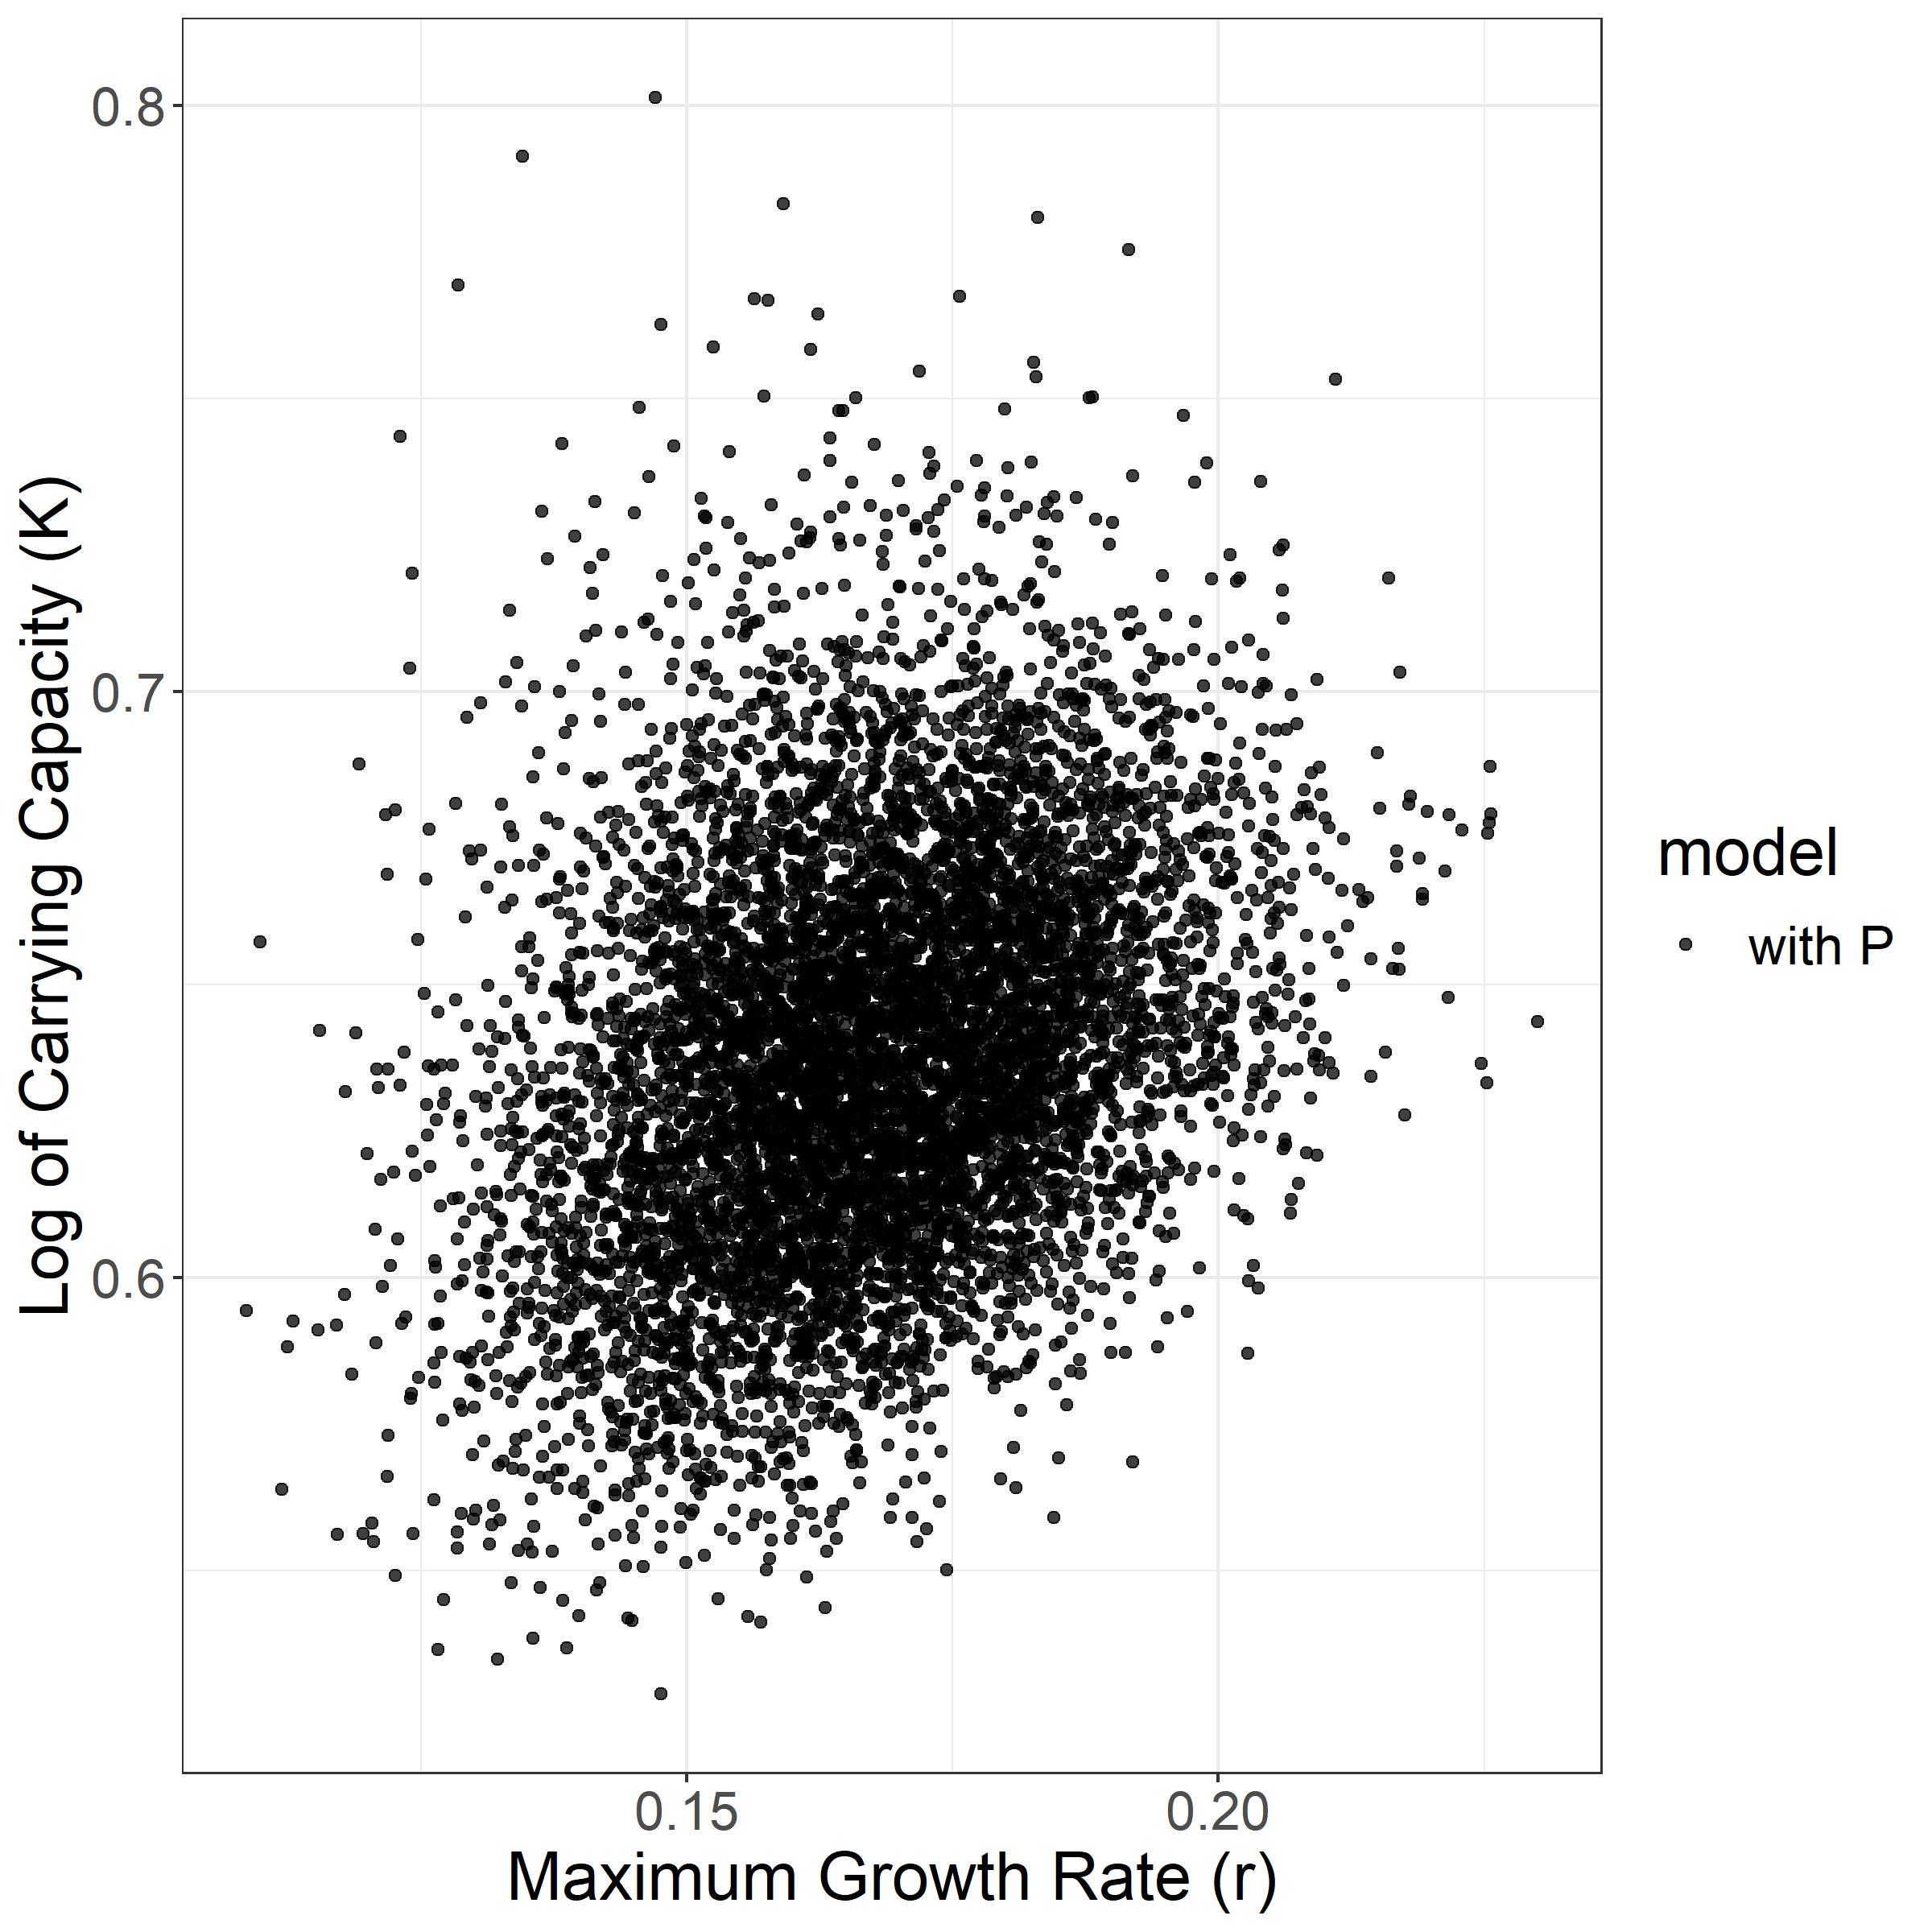 Log of Carrying Capacity (K)
0.8
0.7
0.6
0.15
0.20
Maximum Growth Rate (r)
model
with P